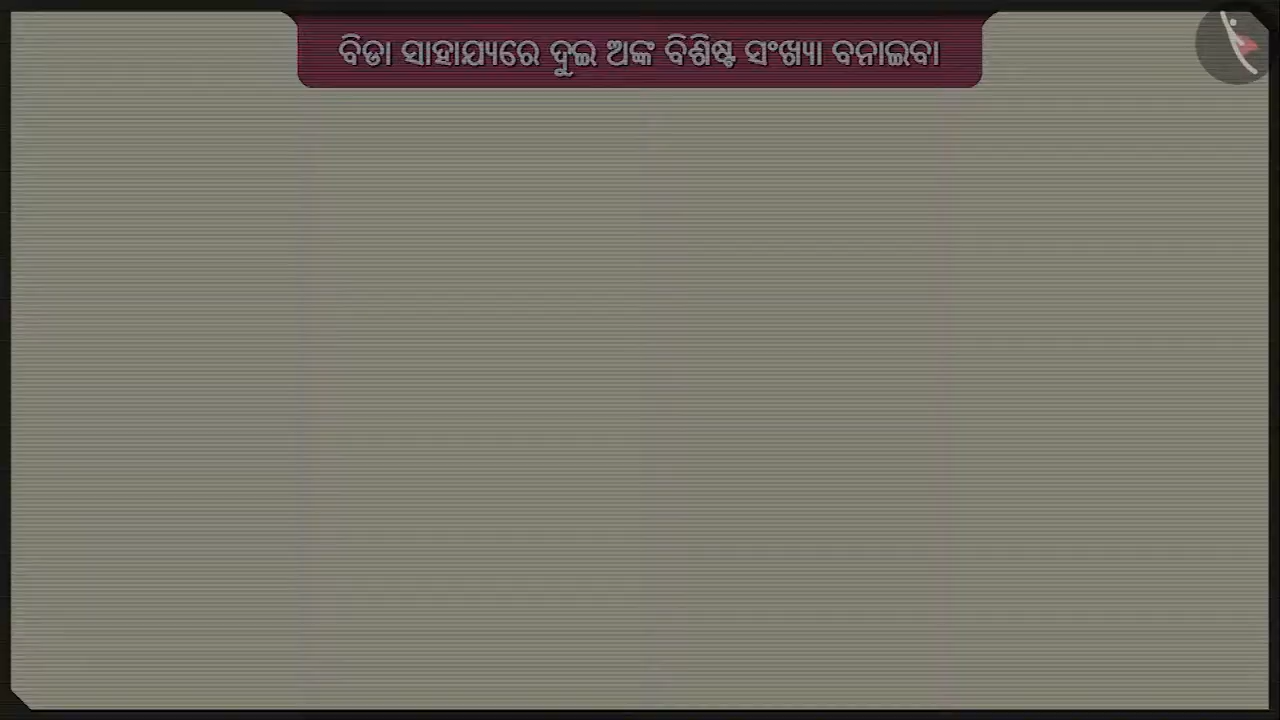 ବିଡା ସାହାଯ୍ୟରେ ଦୁଇ ଅଙ୍କ ବିଶିଷ୍ଟ ସଂଖ୍ୟା ବନାଇବା